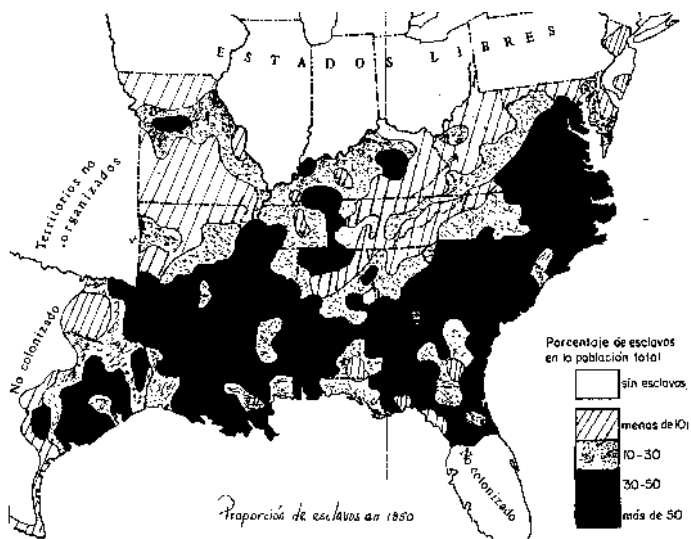 ESTADOS LIBRES
Territorios no
organizados
No colonizado
no colonizado
Porcentaje de esclavos
en la población total
sin esclavos
menos de 10
10-30
30-50
más de 50
Proporción de esclavos en 1850